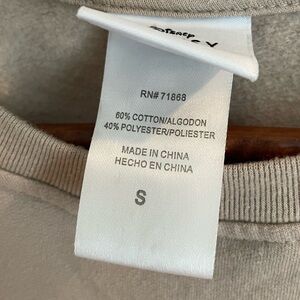 RN# 71868
60% COTTON/ALGODON
40% POLYESTER/POLIESTER
MADE IN CHINA
HECHO EN CHINA
S